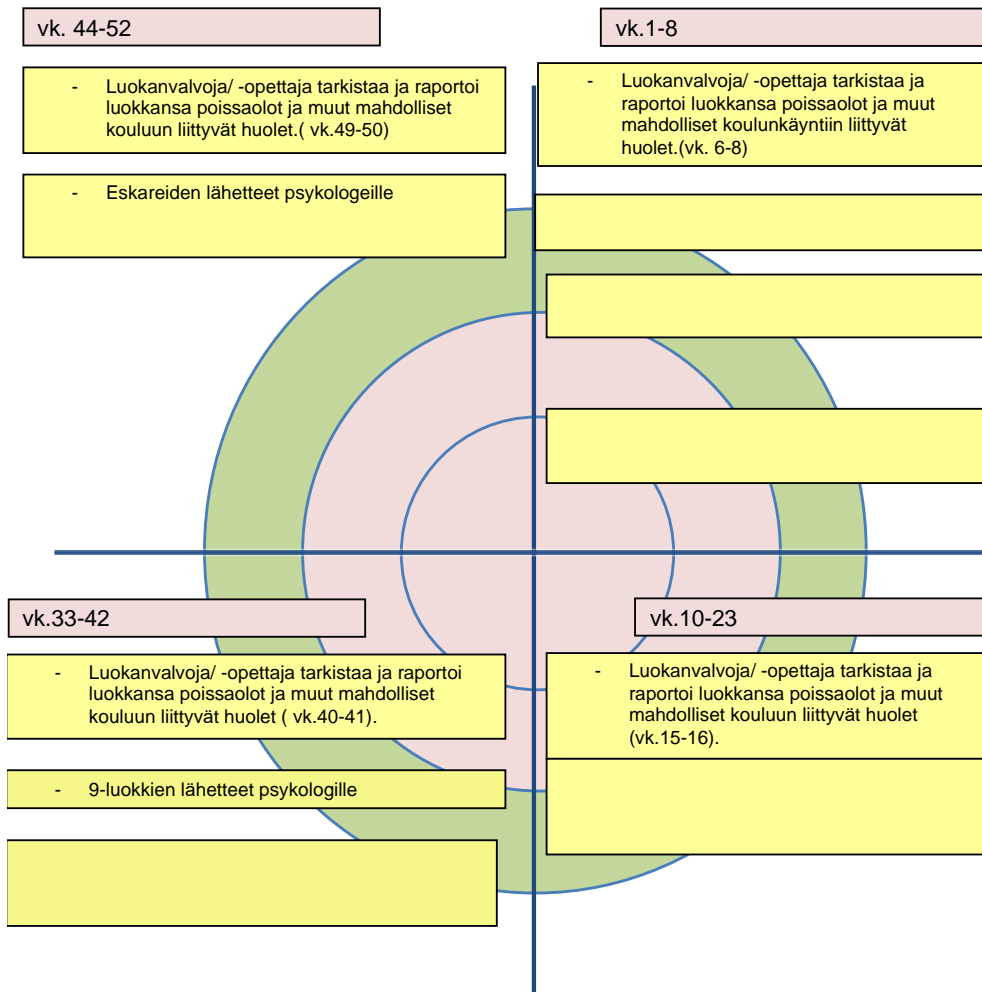 vk. 44-52
- Luokanvalvoja/ -opettaja tarkistaa ja raportoi
luokkansa poissaolot ja muut mahdolliset
kouluun liittyvät huolet.( vk.49-50)
- Eskareiden lähetteet psykologeille
vk.1-8
- Luokanvalvoja/ -opettaja tarkistaa ja
raportoi luokkansa poissaolot ja muut
mahdolliset koulunkäyntiin liittyvät
huolet.(vk. 6-8)
vk.33-42
- Luokanvalvoja/ -opettaja tarkistaa ja raportoi
luokkansa poissaolot ja muut mahdolliset
kouluun liittyvät huolet ( vk.40-41).
- 9-luokkien lähetteet psykologille
vk.10-23
- Luokanvalvoja/ -opettaja tarkistaa ja
raportoi luokkansa poissaolot ja muut
mahdolliset kouluun liittyvät huolet
(vk.15-16).